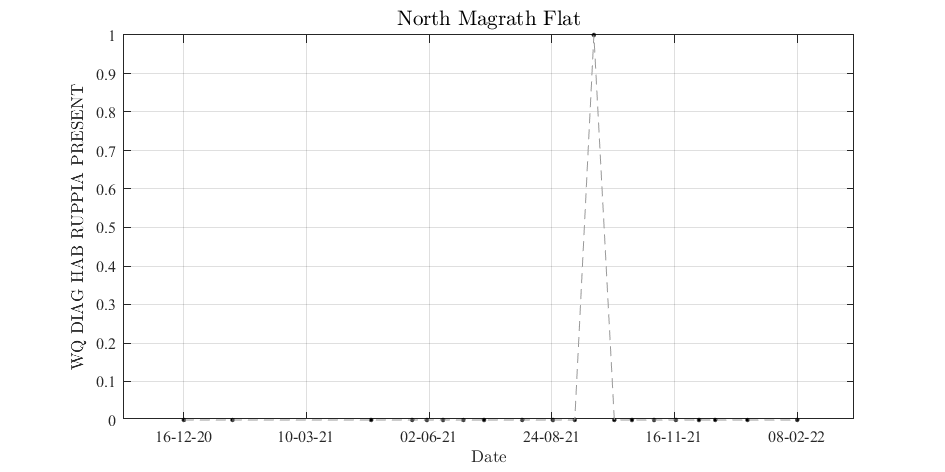 North Magrath Flat
WQ DIAG HAB RUPPIA PRESENT
1
0.9
0.8
0.7
0.6
0.5
0.4
0.3
0.2
0.1
0
16-12-20 10-03-21 02-06-21 24-08-21 16-11-21 08-02-22
Date